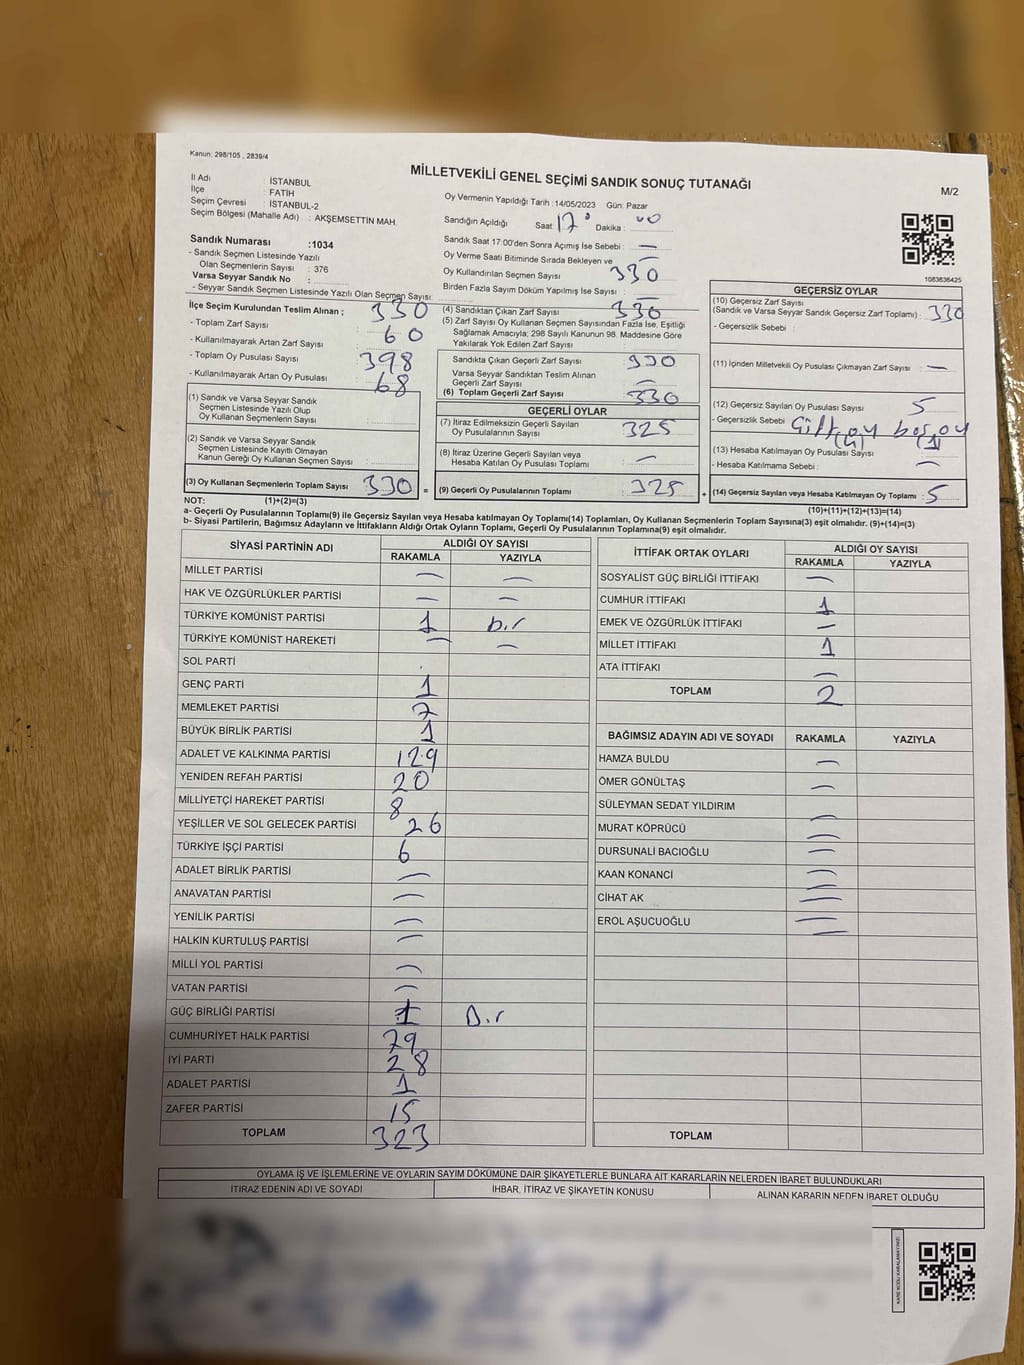 Kanun: 298/105 , 2839/4
MİLLETVEKİLİ GENEL SEÇİMİ SANDIK SONUÇ TUTANAĞI
M/2
İl Adı : İSTANBUL
İlçe : FATİH
Seçim Çevresi : İSTANBUL-2
Seçim Bölgesi (Mahalle Adı) : AKŞEMSETTİN MAH.
Oy Vermenin Yapıldığı Tarih : 14/05/2023 Gün: Pazar
Sandığın Açıldığı Saat: 17 Dakika : 00
Sandık Saat 17:00'den Sonra Açımış İse Sebebi : —
Oy Verme Saati Bitiminde Sırada Bekleyen ve —
Oy Kullandırılan Seçmen Sayısı : 330
Birden Fazla Sayım Döküm Yapılmış İse Sayısı : —
1083636425
Sandık Numarası :1034
- Sandık Seçmen Listesinde Yazılı
Olan Seçmenlerin Sayısı : 376
Varsa Seyyar Sandık No :
- Seyyar Sandık Seçmen Listesinde Yazılı Olan Seçmen Sayısı:
İlçe Seçim Kurulundan Teslim Alınan ;
- Toplam Zarf Sayısı : 330
- Kullanılmayarak Artan Zarf Sayısı : 60
- Toplam Oy Pusulası Sayısı : 398
- Kullanılmayarak Artan Oy Pusulası : 68
(1) Sandık ve Varsa Seyyar Sandık
Seçmen Listesinde Yazılı Olup
Oy Kullanan Seçmenlerin Sayısı :
(2) Sandık ve Varsa Seyyar Sandık
Seçmen Listesinde Kayıtlı Olmayan
Kanun Gereği Oy Kullanan Seçmen Sayısı :
(3) Oy Kullanan Seçmenlerin Toplam Sayısı : 330 =
(4) Sandıktan Çıkan Zarf Sayısı : 330
(5) Zarf Sayısı Oy Kullanan Seçmen Sayısından Fazla İse, Eşitliği
Sağlamak Amacıyla; 298 Sayılı Kanunun 98. Maddesine Göre
Yakılarak Yok Edilen Zarf Sayısı :
Sandıkta Çıkan Geçerli Zarf Sayısı : 330
Varsa Seyyar Sandıktan Teslim Alınan
Geçerli Zarf Sayısı : —
(6) Toplam Geçerli Zarf Sayısı : 330
GEÇERLİ OYLAR
(7) İtiraz Edilmeksizin Geçerli Sayılan
Oy Pusulalarının Sayısı : 325
(8) İtiraz Üzerine Geçerli Sayılan veya
Hesaba Katılan Oy Pusulası Toplamı : —
(9) Geçerli Oy Pusulalarının Toplamı : 325 +
GEÇERSİZ OYLAR
(10) Geçersiz Zarf Sayısı
(Sandık ve Varsa Seyyar Sandık Geçersiz Zarf Toplamı) : 330
- Geçersizlik Sebebi :
(11) İçinden Milletvekili Oy Pusulası Çıkmayan Zarf Sayısı : —
(12) Geçersiz Sayılan Oy Pusulası Sayısı : 5
- Geçersizlik Sebebi : Çift oy (4) boş oy (1)
(13) Hesaba Katılmayan Oy Pusulası Sayısı :
- Hesaba Katılmama Sebebi : —
(14) Geçersiz Sayılan veya Hesaba Katılmayan Oy Toplamı : 5
NOT: (1)+(2)=(3)
(10)+(11)+(12)+(13)=(14)
a- Geçerli Oy Pusulalarının Toplamı(9) ile Geçersiz Sayılan veya Hesaba katılmayan Oy Toplamı(14) Toplamları, Oy Kullanan Seçmenlerin Toplam Sayısına(3) eşit olmalıdır. (9)+(14)=(3)
b- Siyasi Partilerin, Bağımsız Adayların ve İttifakların Aldığı Ortak Oyların Toplamı, Geçerli Oy Pusulalarının Toplamına(9) eşit olmalıdır.
SİYASİ PARTİNİN ADI ALDIĞI OY SAYISI
RAKAMLA YAZIYLA
MİLLET PARTİSİ — —
HAK VE ÖZGÜRLÜKLER PARTİSİ — —
TÜRKİYE KOMÜNİST PARTİSİ 1 bir
TÜRKİYE KOMÜNİST HAREKETİ — —
SOL PARTİ .
GENÇ PARTİ 1
MEMLEKET PARTİSİ 7
BÜYÜK BİRLİK PARTİSİ 1
ADALET VE KALKINMA PARTİSİ 129
YENİDEN REFAH PARTİSİ 20
MİLLİYETÇİ HAREKET PARTİSİ 8
YEŞİLLER VE SOL GELECEK PARTİSİ 26
TÜRKİYE İŞÇİ PARTİSİ 6
ADALET BİRLİK PARTİSİ —
ANAVATAN PARTİSİ —
YENİLİK PARTİSİ —
HALKIN KURTULUŞ PARTİSİ —
MİLLİ YOL PARTİSİ —
VATAN PARTİSİ —
GÜÇ BİRLİĞİ PARTİSİ 1 Bir
CUMHURİYET HALK PARTİSİ 79
İYİ PARTİ 28
ADALET PARTİSİ 1
ZAFER PARTİSİ 15
TOPLAM 323
İTTİFAK ORTAK OYLARI ALDIĞI OY SAYISI
RAKAMLA YAZIYLA
SOSYALİST GÜÇ BİRLİĞİ İTTİFAKI —
CUMHUR İTTİFAKI 1
EMEK VE ÖZGÜRLÜK İTTİFAKI —
MİLLET İTTİFAKI 1
ATA İTTİFAKI —
TOPLAM 2
BAĞIMSIZ ADAYIN ADI VE SOYADI RAKAMLA YAZIYLA
HAMZA BULDU —
ÖMER GÖNÜLTAŞ —
SÜLEYMAN SEDAT YILDIRIM —
MURAT KÖPRÜCÜ —
DURSUNALİ BACIOĞLU —
KAAN KONANCİ —
CİHAT AK —
EROL AŞUCUOĞLU —
TOPLAM
OYLAMA İŞ VE İŞLEMLERİNE VE OYLARIN SAYIM DÖKÜMÜNE DAİR ŞİKAYETLERLE BUNLARA AİT KARARLARIN NELERDEN İBARET BULUNDUKLARI
İTİRAZ EDENİN ADI VE SOYADI İHBAR, İTİRAZ VE ŞİKAYETİN KONUSU ALINAN KARARIN NEDEN İBARET OLDUĞU